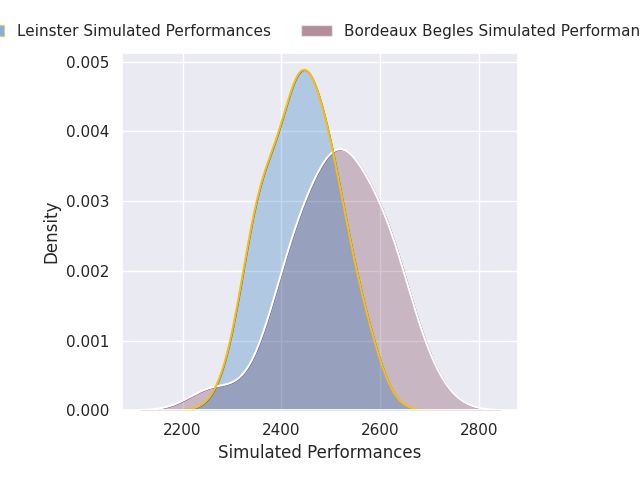 Leinster Simulated Performances Bordeaux Begles Simulated
0.005
0.004
0.003
0.002
0.001
0.000
Density
2200 2400 2600 2800
Simulated Performances